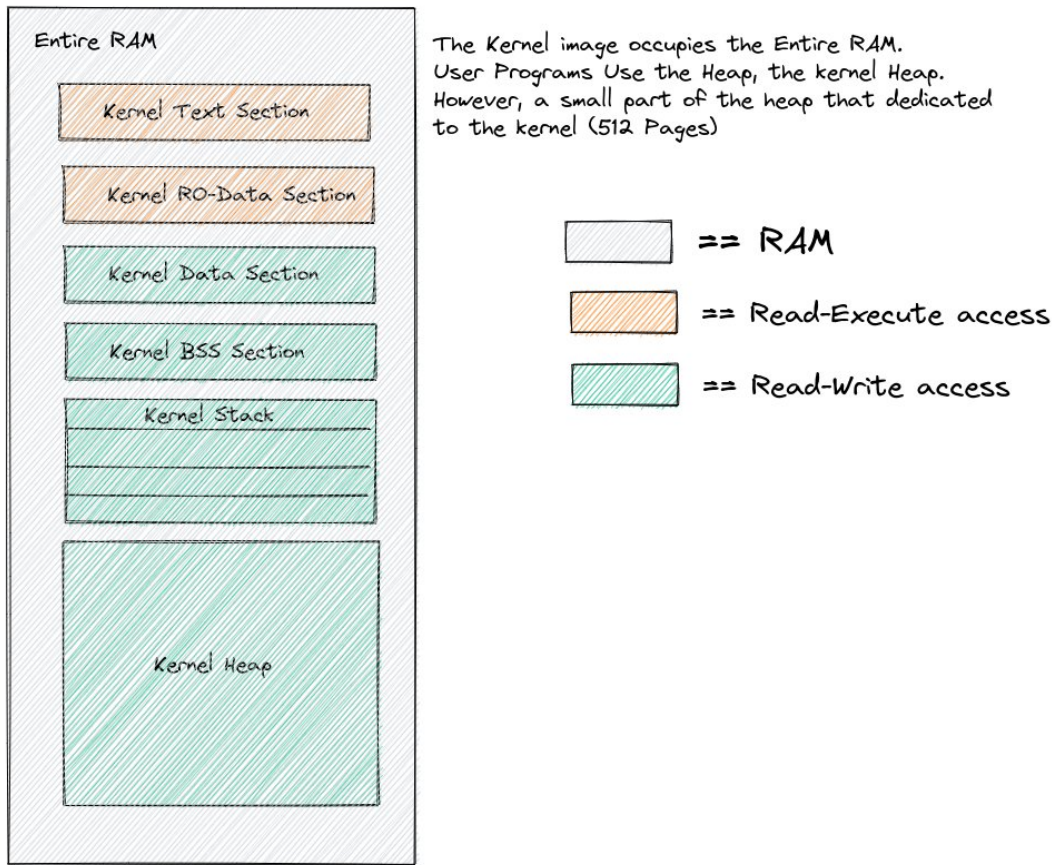 Entire RAM
Kernel Text Section
Kernel RO-Data Section
Kernel Data Section
Kernel BSS Section
Kernel Stack
Kernel Heap
The Kernel image occupies the Entire RAM.
User Programs Use the Heap, the kernel Heap.
However, a small part of the heap that dedicated
to the kernel (512 Pages)
== RAM
== Read-Execute access
== Read-Write access